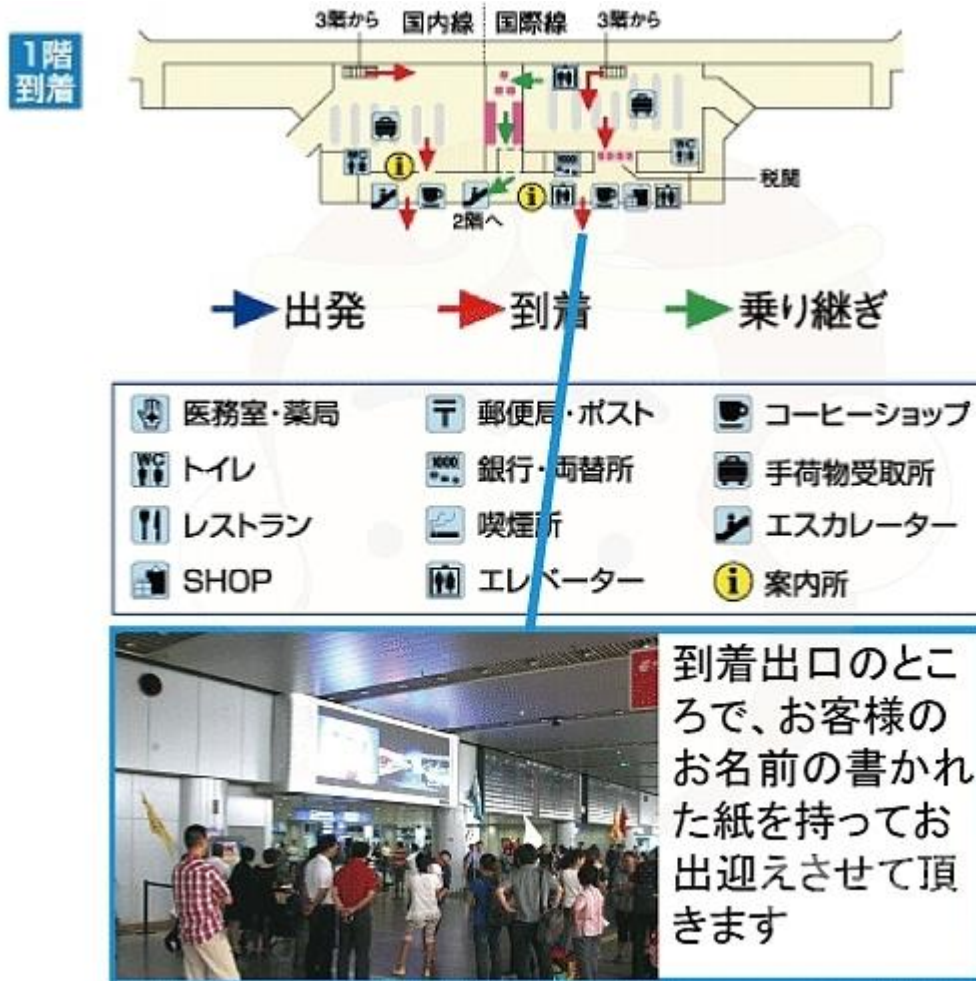 3階から
国内線
国際線
3階から
1階
到着
WC
WC
1000
税関
2階へ
出発
到着
乗り継ぎ
医務室・薬局
郵便局・ポスト
コーヒーショップ
WC
トイレ
1000
銀行・両替所
手荷物受取所
レストラン
喫煙所
エスカレーター
SHOP
エレベーター
案内所
到着出口のとこ
ろで、お客様の
お名前の書かれ
た紙を持ってお
出迎えさせて頂
きます